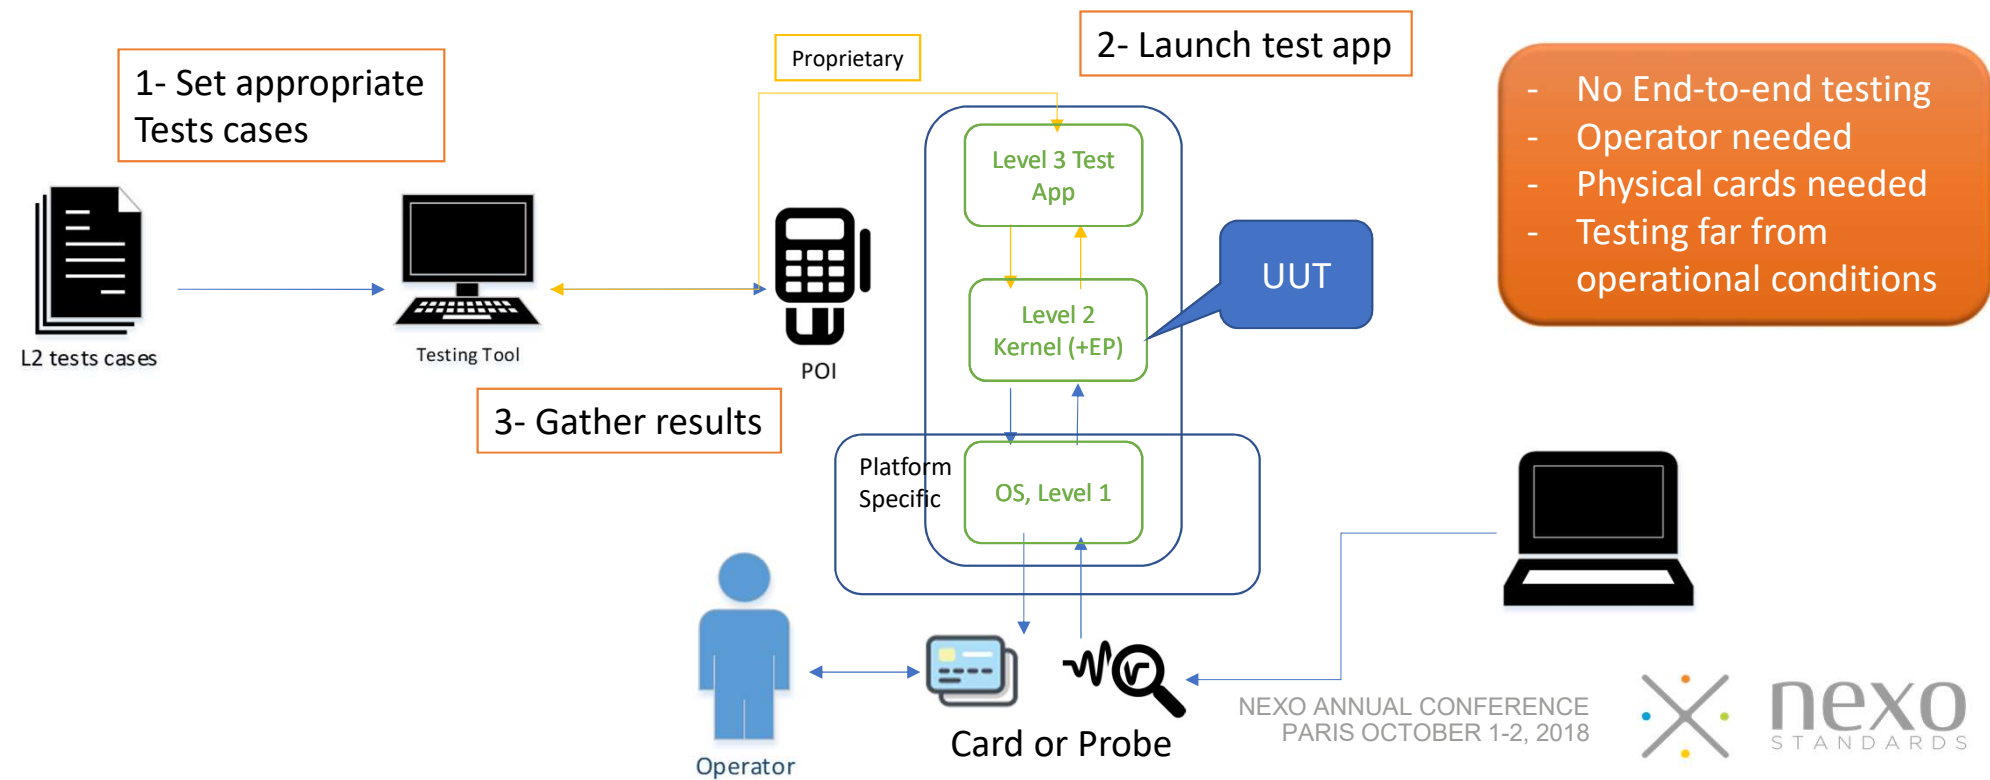 1- Set appropriate
Tests cases
Proprietary
2- Launch test app
- No End-to-end testing
- Operator needed
- Physical cards needed
- Testing far from
operational conditions
Level 3 Test
App
UUT
Level 2
Kernel (+EP)
L2 tests cases
Testing Tool
POI
3- Gather results
Platform
Specific
OS, Level 1
Operator
Card or Probe
NEXO ANNUAL CONFERENCE
PARIS OCTOBER 1-2, 2018
nexo
STANDARDS